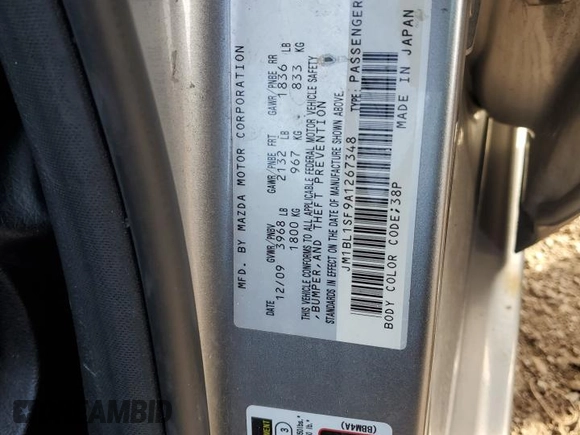 MFD. BY MAZDA MOTOR CORPORATION
DATE GVWR/PNBV GAWR/PNBE FRT GAWR/PNBE RR
12/09 3968 LB 2132 LB 1836 LB
1800 KG 967 KG 833 KG
THIS VEHICLE CONFORMS TO ALL APPLICABLE FEDERAL MOTOR VEHICLE SAFETY
, BUMPER, AND THEFT PREVENTION
STANDARDS IN EFFECT ON THE DATE OF MANUFACTURE SHOWN ABOVE.
JM1BL1SF9A1267348 TYPE: PASSENGER
BODY COLOR CODE;38P MADE IN JAPAN
(BBM4A)
3